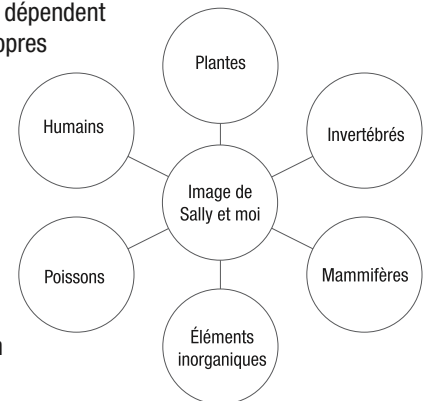 dépendent
opres
Plantes
Humains
Invertébrés
Image de
Sally et moi
Poissons
Mammifères
Éléments
inorganiques